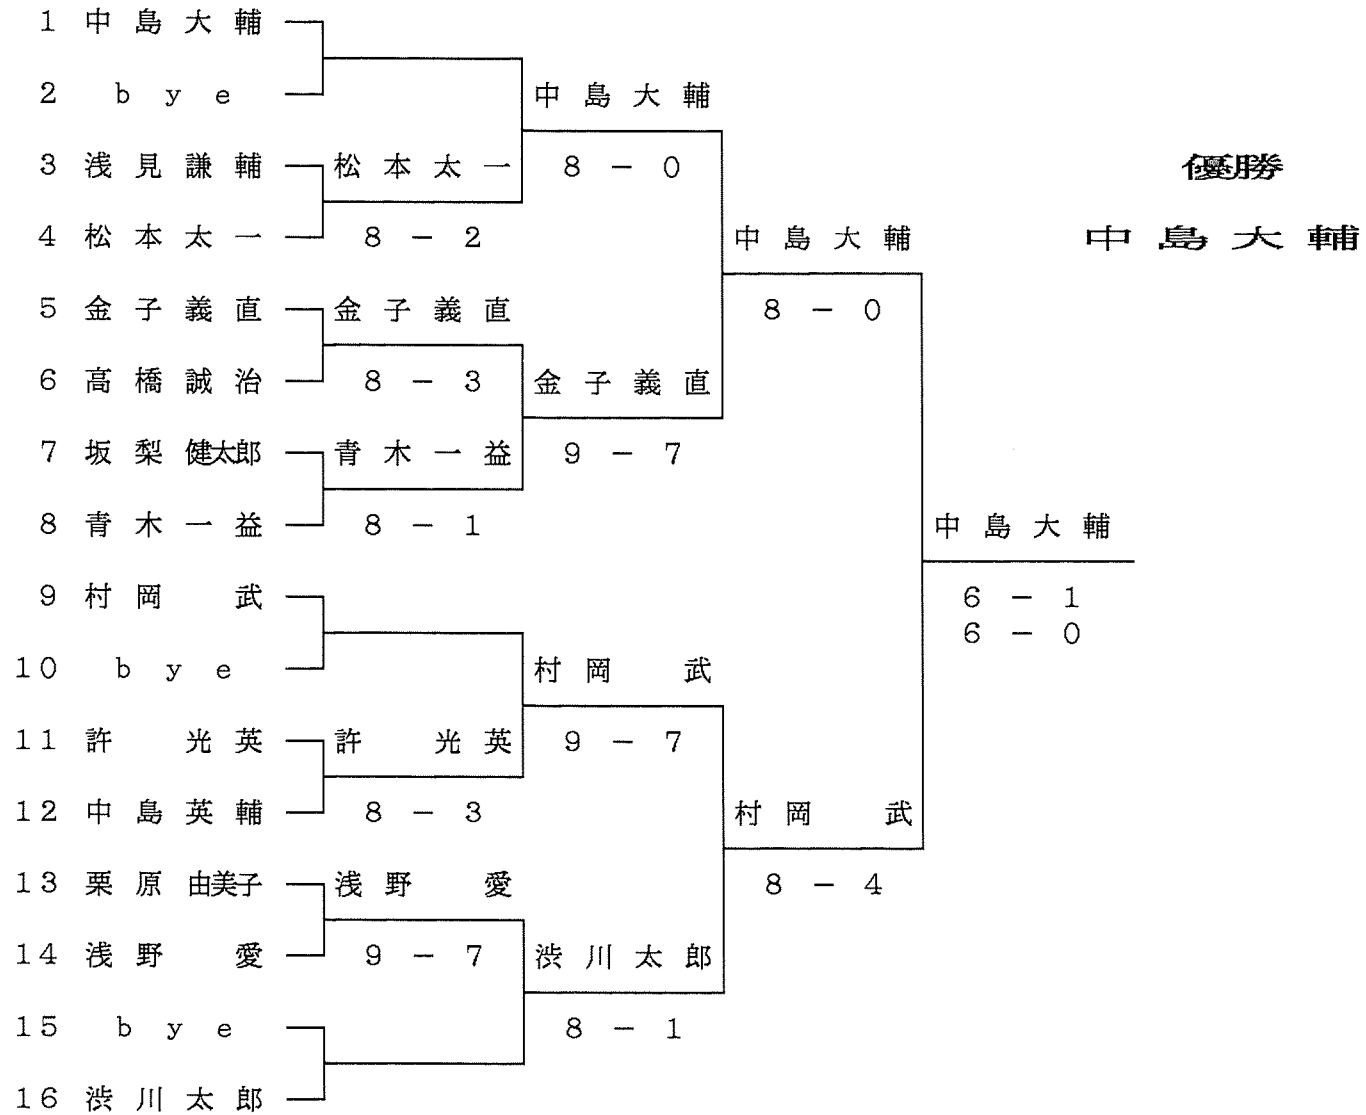 1 中島大輔
2 bye 中島大輔
3 浅見謙輔 松本太一 8－0 優勝
4 松本太一 8－2 中島大輔 中島大輔
5 金子義直 金子義直 8－0
6 高橋誠治 8－3 金子義直
7 坂梨健太郎 青木一益 9－7
8 青木一益 8－1 中島大輔
9 村岡　武 6－1
6－0
10 bye 村岡　武
11 許　光英 許　光英 9－7
12 中島英輔 8－3 村岡　武
13 栗原由美子 浅野　愛 8－4
14 浅野　愛 9－7 渋川太郎
15 bye 8－1
16 渋川太郎